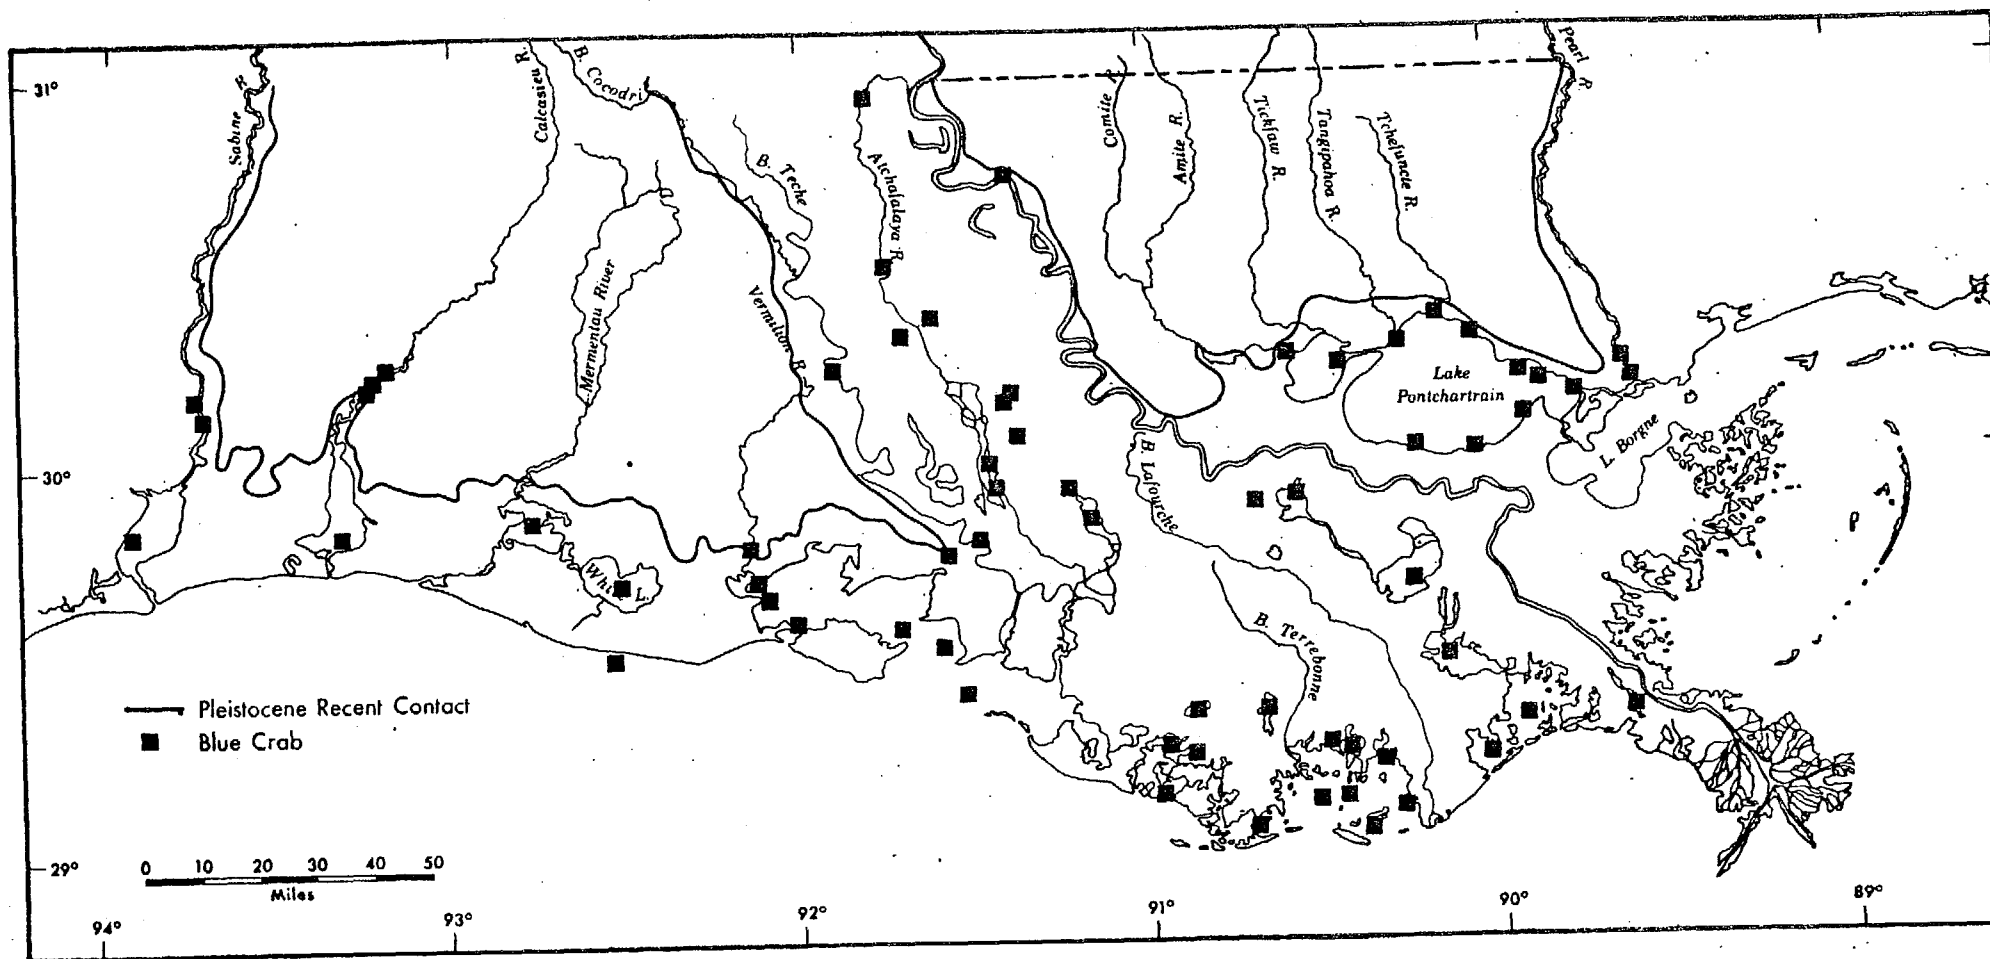 31°
30°
29°
Sabine R.
Calcasieu R.
B. Cocodri
Mermentau River
Vermilion R.
B. Teche
Atchafalaya R.
Comite R.
Amite R.
Tickfaw R.
Tangipahoa R.
Tchefuncte R.
Pearl R.
Lake
Pontchartrain
L. Borgne
B. Lafourche
B. Terrebonne
White L.
Pleistocene Recent Contact
Blue Crab
0 10 20 30 40 50
Miles
94° 93° 92° 91° 90° 89°